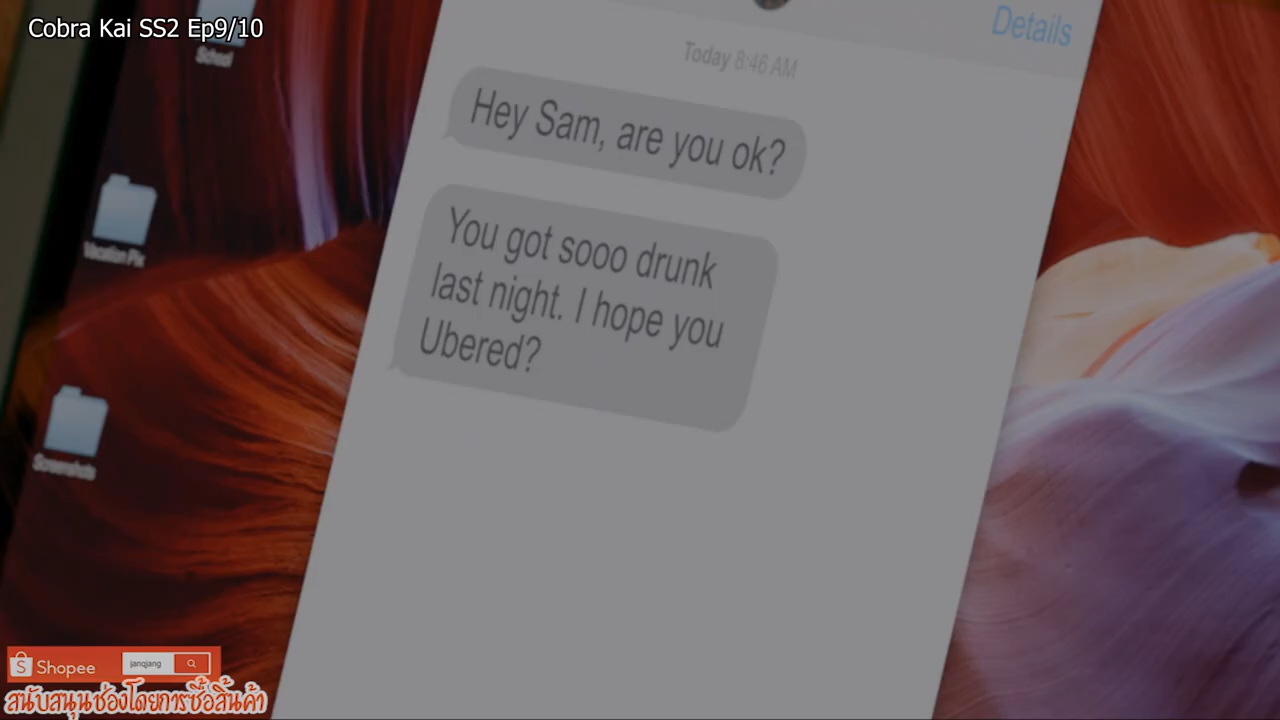 Cobra Kai SS2 Ep9/10
School
Details
Today 8:46 AM
Hey Sam, are you ok?
You got sooo drunk
last night. I hope you
Ubered?
Vacation Pix
Screenshots
Shopee
janqjang
สนับสนุนช่องโดยการซื้อสิ้นค้า